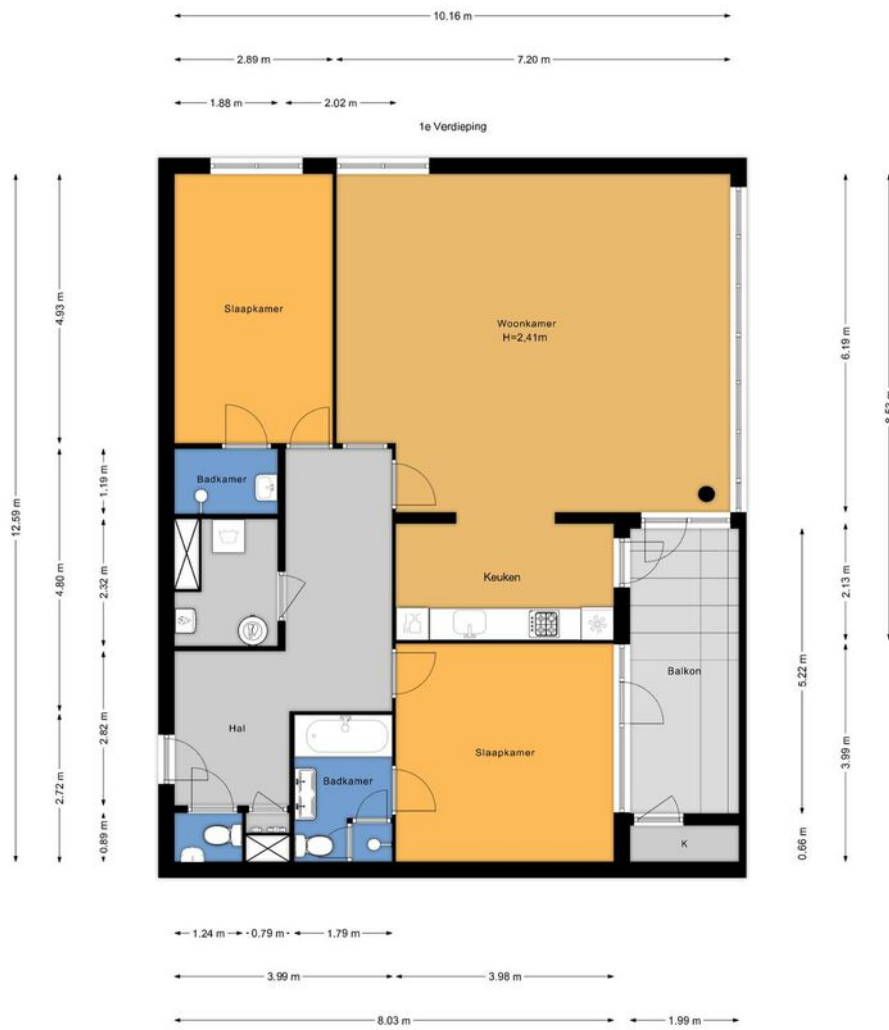 10.16 m
2.89 m
7.20 m
1.88 m
2.02 m
1e Verdieping
Slaapkamer
Woonkamer
H=2,41m
4.93 m
6.19 m
8.52 m
12.59 m
Badkamer
1.19 m
4.80 m
2.32 m
Keuken
2.13 m
Balkon
5.22 m
Hal
2.82 m
Slaapkamer
Badkamer
2.72 m
3.99 m
0.89 m
K
0.66 m
1.24 m
0.79 m
1.79 m
3.99 m
3.98 m
8.03 m
1.99 m